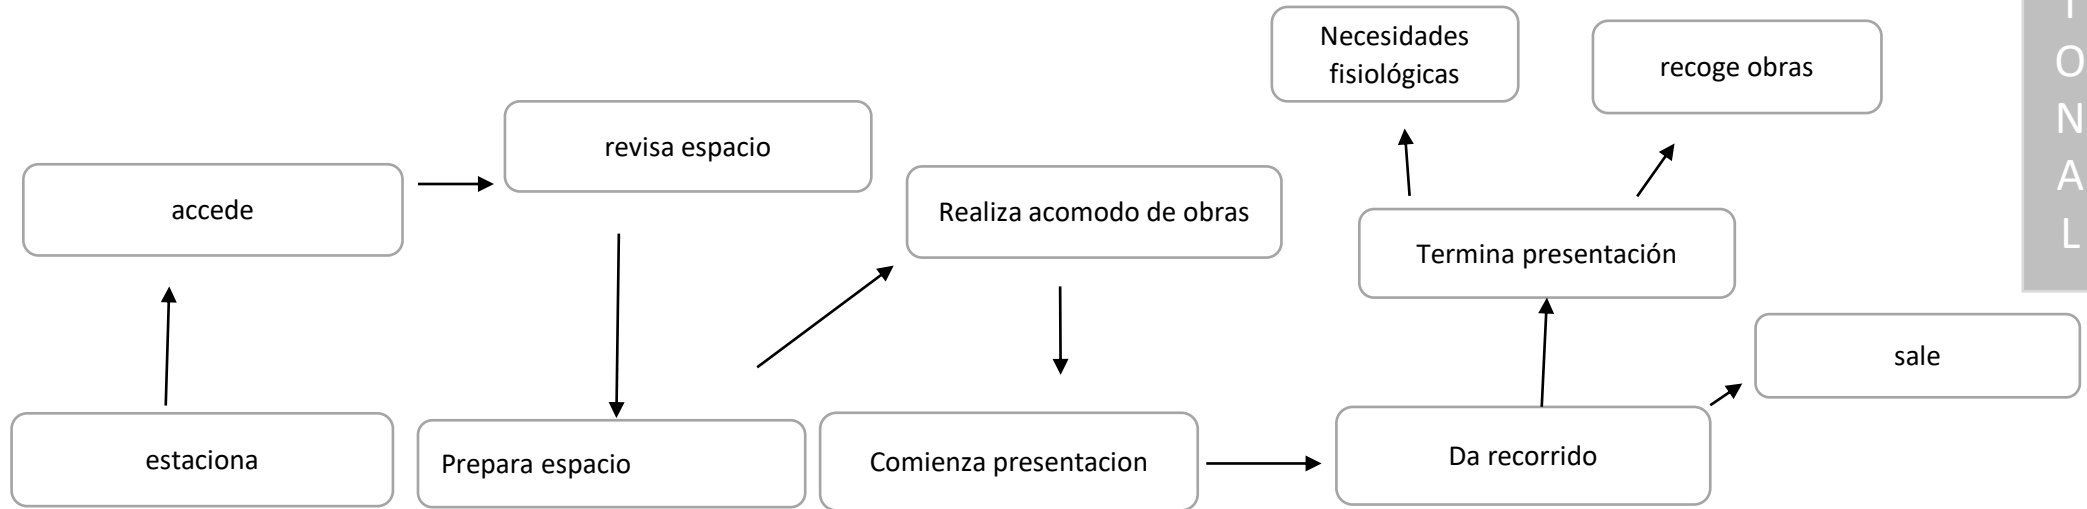 Necesidades
fisiológicas
recoge obras
revisa espacio
accede
Realiza acomodo de obras
Termina presentación
sale
estaciona
Prepara espacio
Comienza presentacion
Da recorrido
O
N
A
L